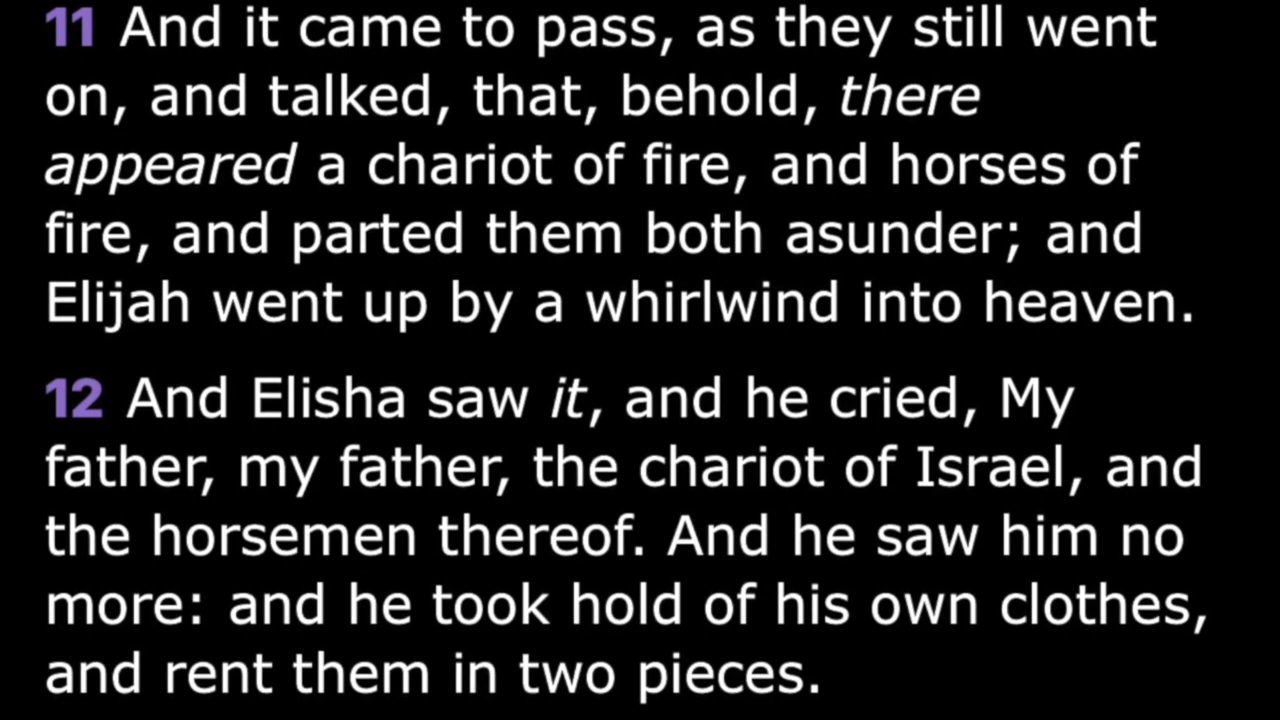 11 And it came to pass, as they still went
on, and talked, that, behold, there
appeared a chariot of fire, and horses of
fire, and parted them both asunder; and
Elijah went up by a whirlwind into heaven.
12 And Elisha saw it, and he cried, My
father, my father, the chariot of Israel, and
the horsemen thereof. And he saw him no
more: and he took hold of his own clothes,
and rent them in two pieces.